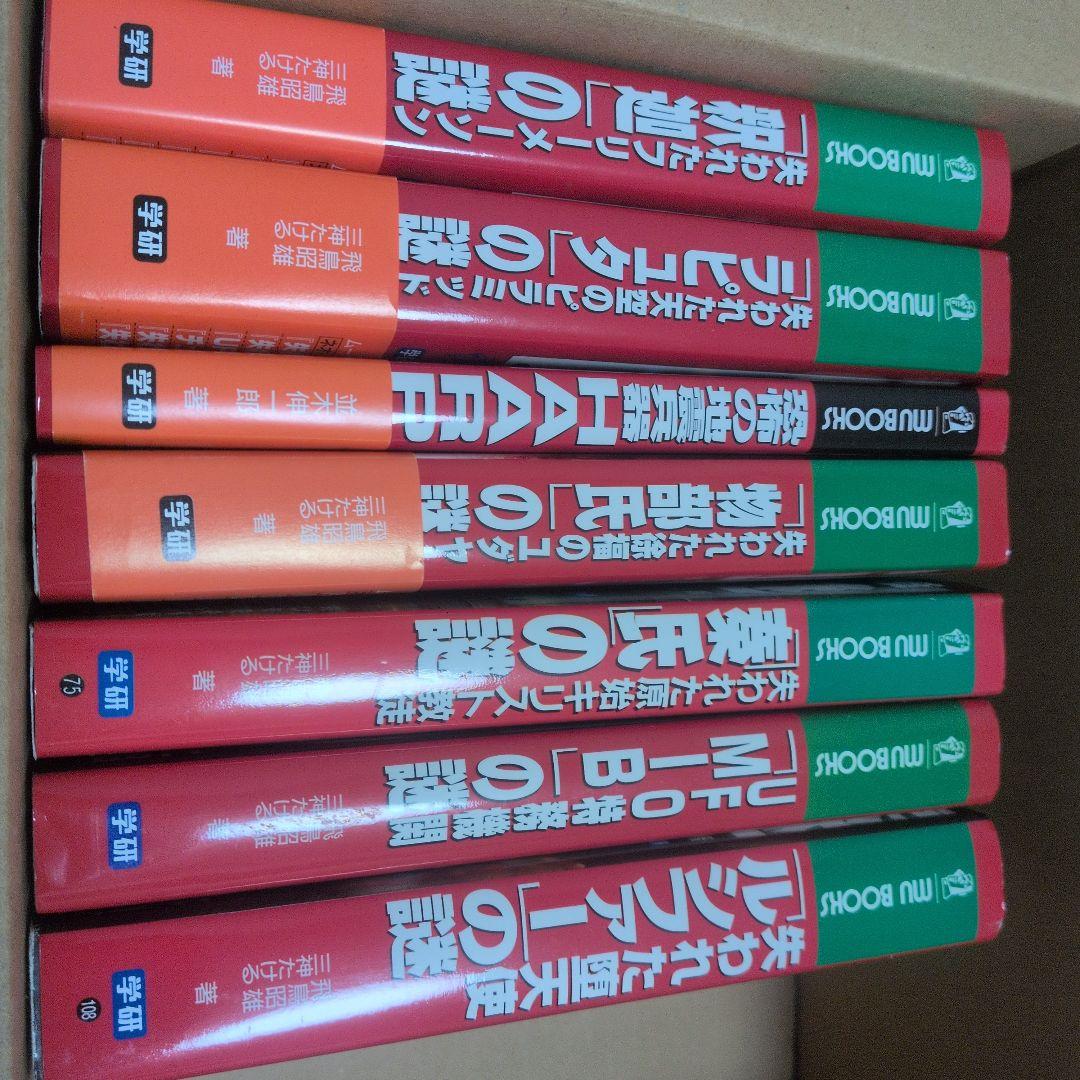 MU BOOKS
失われたフリーメーソン
「釈迦」の謎
飛鳥昭雄
三神たける
著
学研
MU BOOKS
失われた天空のピラミッド
「ラピュタ」の謎
飛鳥昭雄
三神たける
著
学研
MU BOOKS
恐怖の地震兵器
HAARP
並木伸一郎
著
学研
MU BOOKS
失われた徐福のユダヤ
「物部氏」の謎
飛鳥昭雄
三神たける
著
学研
MU BOOKS
失われた原始キリスト教徒
「秦氏」の謎
三神たける
著
学研
75
MU BOOKS
UFO特務機関
「MIB」の謎
飛鳥昭雄
三神たける
著
学研
MU BOOKS
失われた堕天使
「ルシファー」の謎
飛鳥昭雄
三神たける
著
学研
108